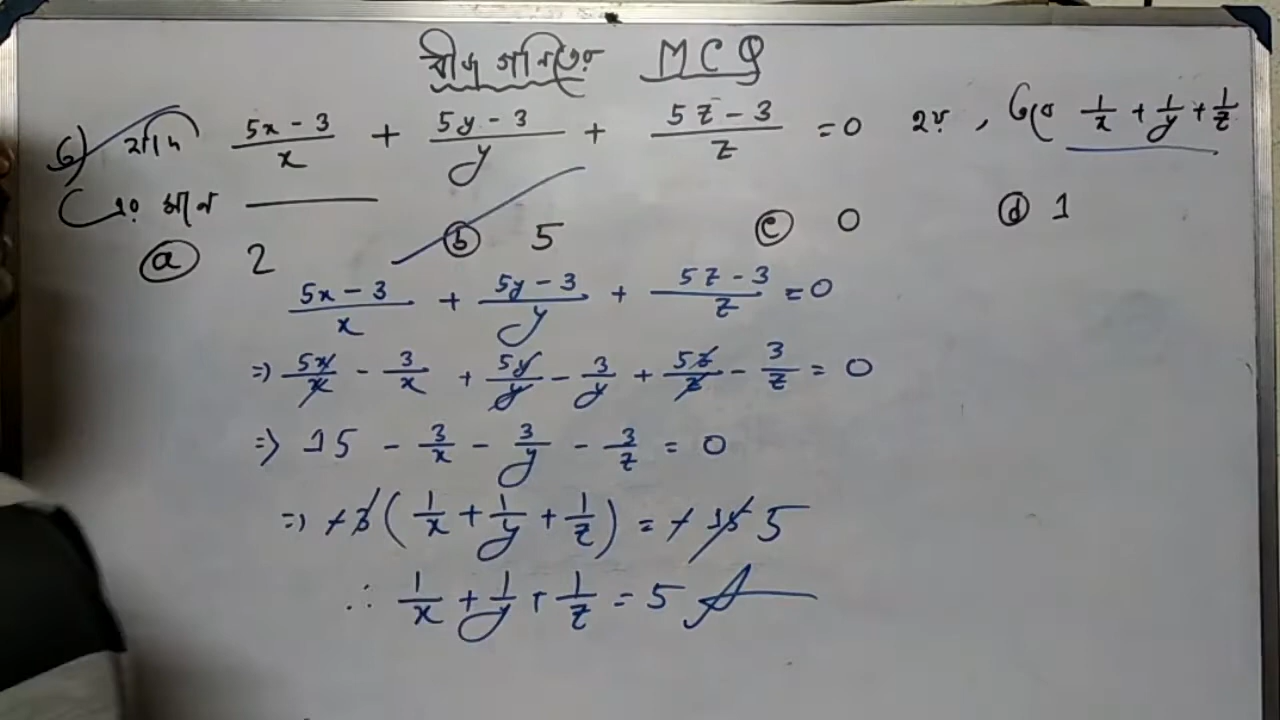 বীজ গনিতের MCQ
6) যদি (5x - 3)/x + (5y - 3)/y + (5z - 3)/z = 0 হয়, তবে 1/x + 1/y + 1/z
এর মান ———
ⓐ 2 ⓑ 5 ⓒ 0 ⓓ 1
(5x - 3)/x + (5y - 3)/y + (5z - 3)/z = 0
⇒ 5x/x - 3/x + 5y/y - 3/y + 5z/z - 3/z = 0
⇒ 15 - 3/x - 3/y - 3/z = 0
⇒ -3(1/x + 1/y + 1/z) = -15 5
∴ 1/x + 1/y + 1/z = 5